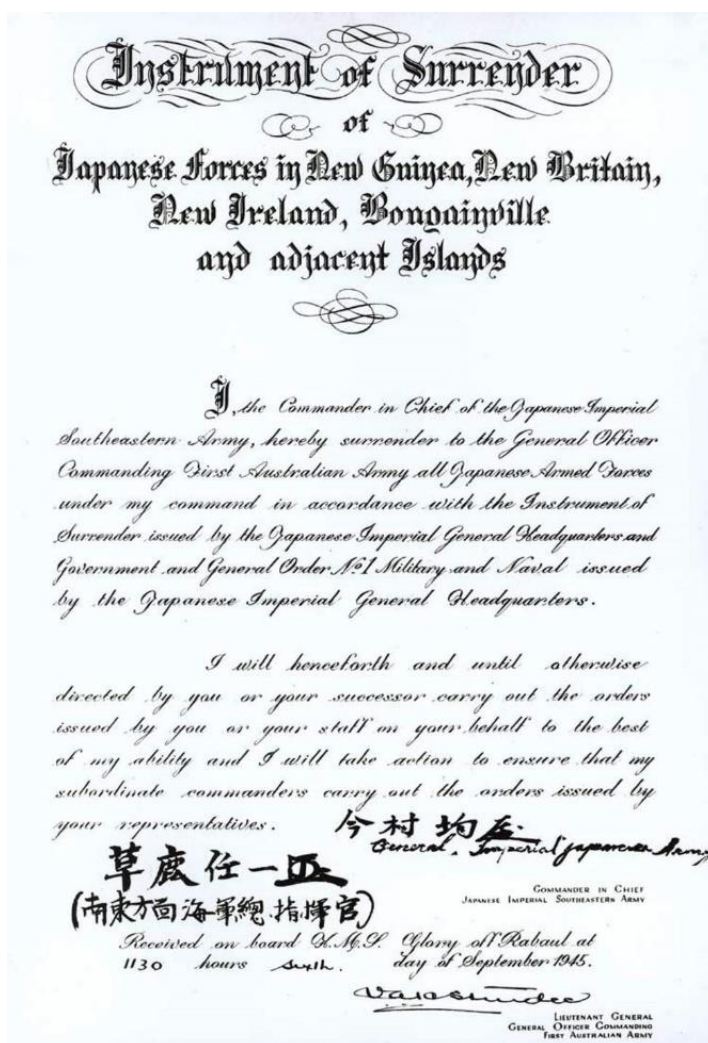 Instrument of Surrender
of
Japanese Forces in New Guinea, New Britain,
New Ireland, Bougainville
and adjacent Islands
I, the Commander in Chief of the Japanese Imperial
Southeastern Army, hereby surrender to the General Officer
Commanding First Australian Army all Japanese Armed Forces
under my command in accordance with the Instrument of
Surrender issued by the Japanese Imperial General Headquarters and
Government and General Order No1 Military and Naval issued
by the Japanese Imperial General Headquarters.
I will henceforth and until otherwise
directed by you or your successor carry out the orders
issued by you or your staff on your behalf to the best
of my ability and I will take action to ensure that my
subordinate commanders carry out the orders issued by
your representatives.
今村均
General, Imperial Japanese Army
草鹿任一
(南東方面海軍總指揮官)
COMMANDER IN CHIEF
JAPANESE IMPERIAL SOUTHEASTERN ARMY
Received on board H.M.S. Glory off Rabaul at
1130 hours sixth. day of September 1945.
LIEUTENANT GENERAL
GENERAL OFFICER COMMANDING
FIRST AUSTRALIAN ARMY